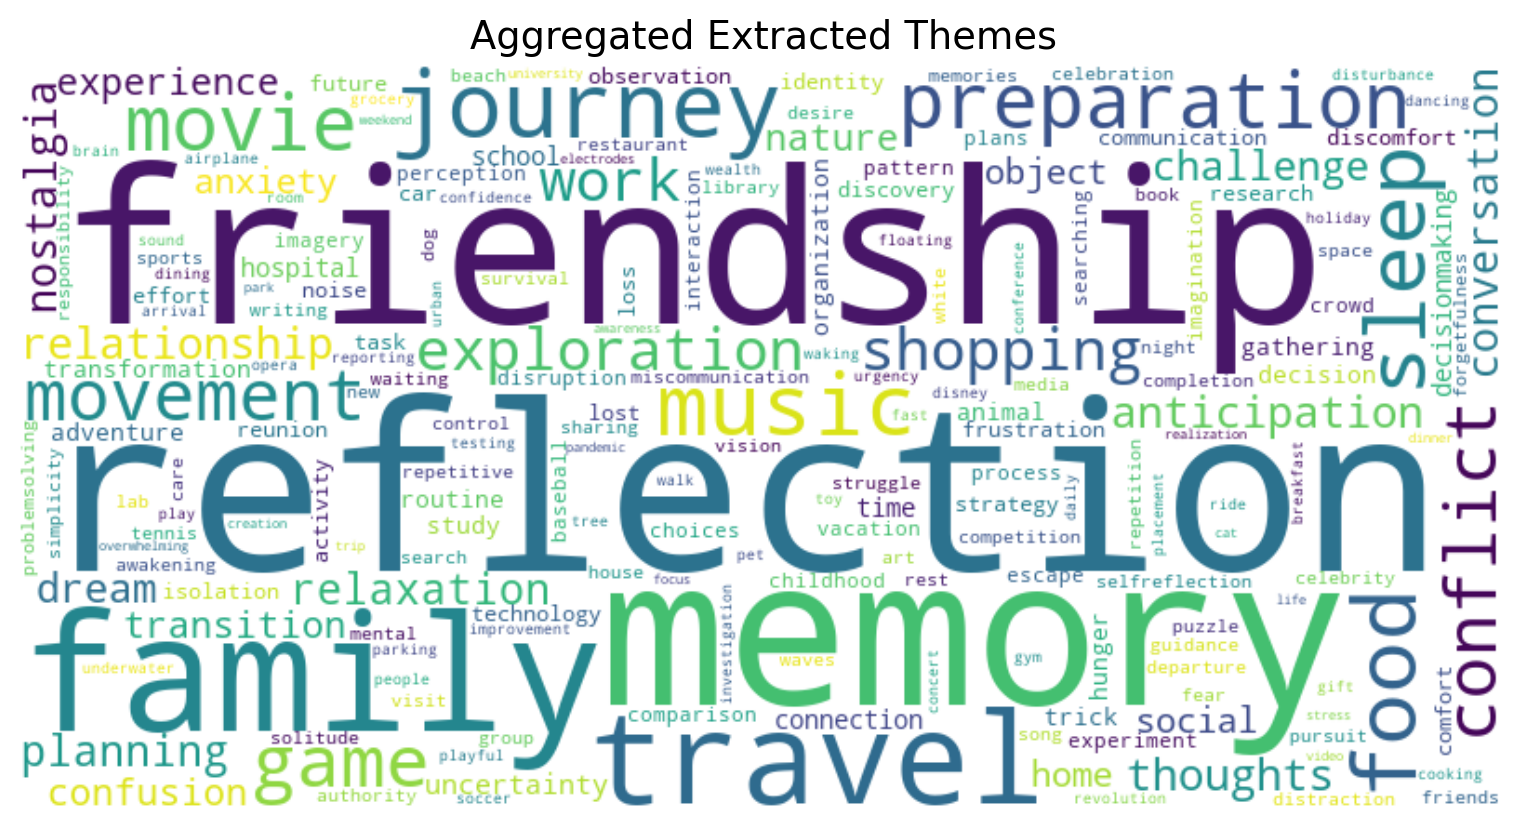 Aggregated Extracted Themes
experience
future
beach
university
observation
identity
memories
celebration
disturbance
nostalgia
movie
grocery
weekend
journey
desire
nature
preparation
dancing
plans
communication
discomfort
conversation
brain
airplane
school
restaurant
electrodes
perception
wealth
pattern
object
challenge
sleep
anxiety
room
car
confidence
work
library
discovery
book
research
responsibility
friendship
sound
imagery
dog
interaction
organization
floating
searching
imagination
holiday
space
decisionmaking
sports
dining
hospital
survival
park
noise
effort
arrival
writing
urban
loss
white
conference
crowd
forgetfulness
relationship
task
reporting
awareness
exploration
waking
shopping
night
gathering
transformation
opera
waiting
new
disruption
miscommunication
urgency
disney
media
completion
decision
movement
music
fast
animal
anticipation
adventure
reunion
control
testing
lost
sharing
pandemic
vision
frustration
realization
dinner
conflict
reflection
problemsolving
simplicity
lab
care
play
tennis
overwhelming
awakening
creation
activity
trip
repetitive
routine
study
search
baseball
tree
walk
choices
toy
struggle
time
vacation
process
strategy
daily
competition
repetition
placement
ride
cat
breakfast
pet
art
dream
isolation
relaxation
house
focus
childhood
rest
escape
selfreflection
celebrity
life
transition
mental
parking
technology
improvement
investigation
memory
hunger
puzzle
guidance
departure
food
family
underwater
people
visit
waves
concert
gym
fear
gift
comfort
planning
solitude
game
playful
group
comparison
connection
song
trick
social
experiment
stress
pursuit
video
confusion
authority
soccer
uncertainty
travel
home
revolution
thoughts
distraction
cooking
friends